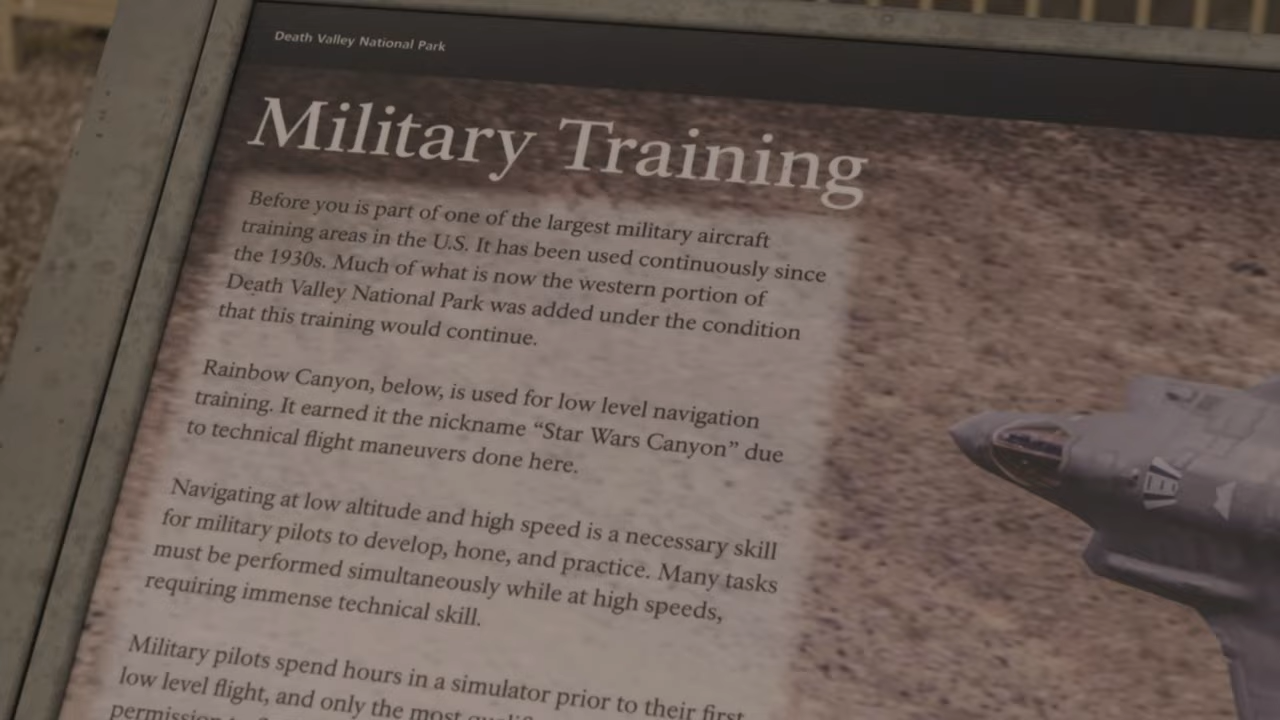 Death Valley National Park
Military Training
Before you is part of one of the largest military aircraft
training areas in the U.S. It has been used continuously since
the 1930s. Much of what is now the western portion of
Death Valley National Park was added under the condition
that this training would continue.
Rainbow Canyon, below, is used for low level navigation
training. It earned it the nickname “Star Wars Canyon” due
to technical flight maneuvers done here.
Navigating at low altitude and high speed is a necessary skill
for military pilots to develop, hone, and practice. Many tasks
must be performed simultaneously while at high speeds,
requiring immense technical skill.
Military pilots spend hours in a simulator prior to their first
low level flight, and only the most